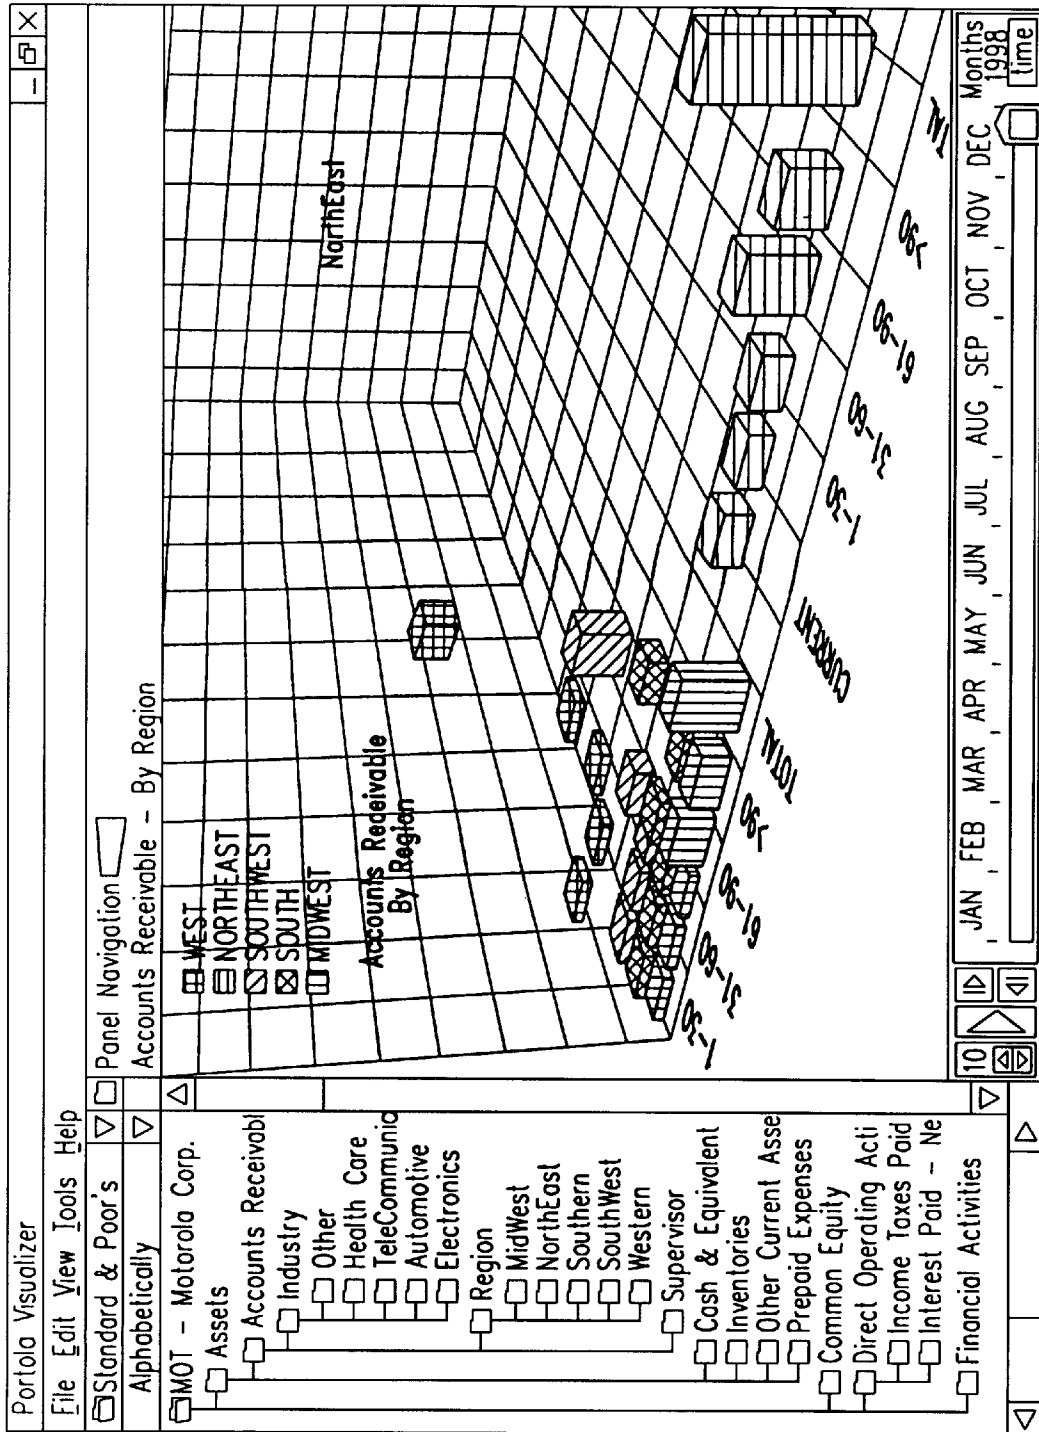 Portola Visualizer
File Edit View Tools Help
Standard & Poor's
Alphabetically
MOT - Motorola Corp.
Assets
Accounts Receivabl
Industry
Other
Health Care
TeleCommunic
Automotive
Electronics
Region
MidWest
NorthEast
Southern
SouthWest
Western
Supervisor
Cash & Equivalent
Inventories
Other Current Asse
Prepaid Expenses
Common Equity
Direct Operating Acti
Income Taxes Paid
Interest Paid - Ne
Financial Activities
Panel Navigation
Accounts Receivable - By Region
WEST
NORTHEAST
SOUTHWEST
SOUTH
MIDWEST
Accounts Receivable
By Region
NorthEast
1-30
31-60
61-90
>90
TOTAL
CURRENT
1-30
31-60
61-90
>90
TAL
10
JAN FEB MAR APR MAY JUN JUL AUG SEP OCT NOV DEC
Months
1998
time